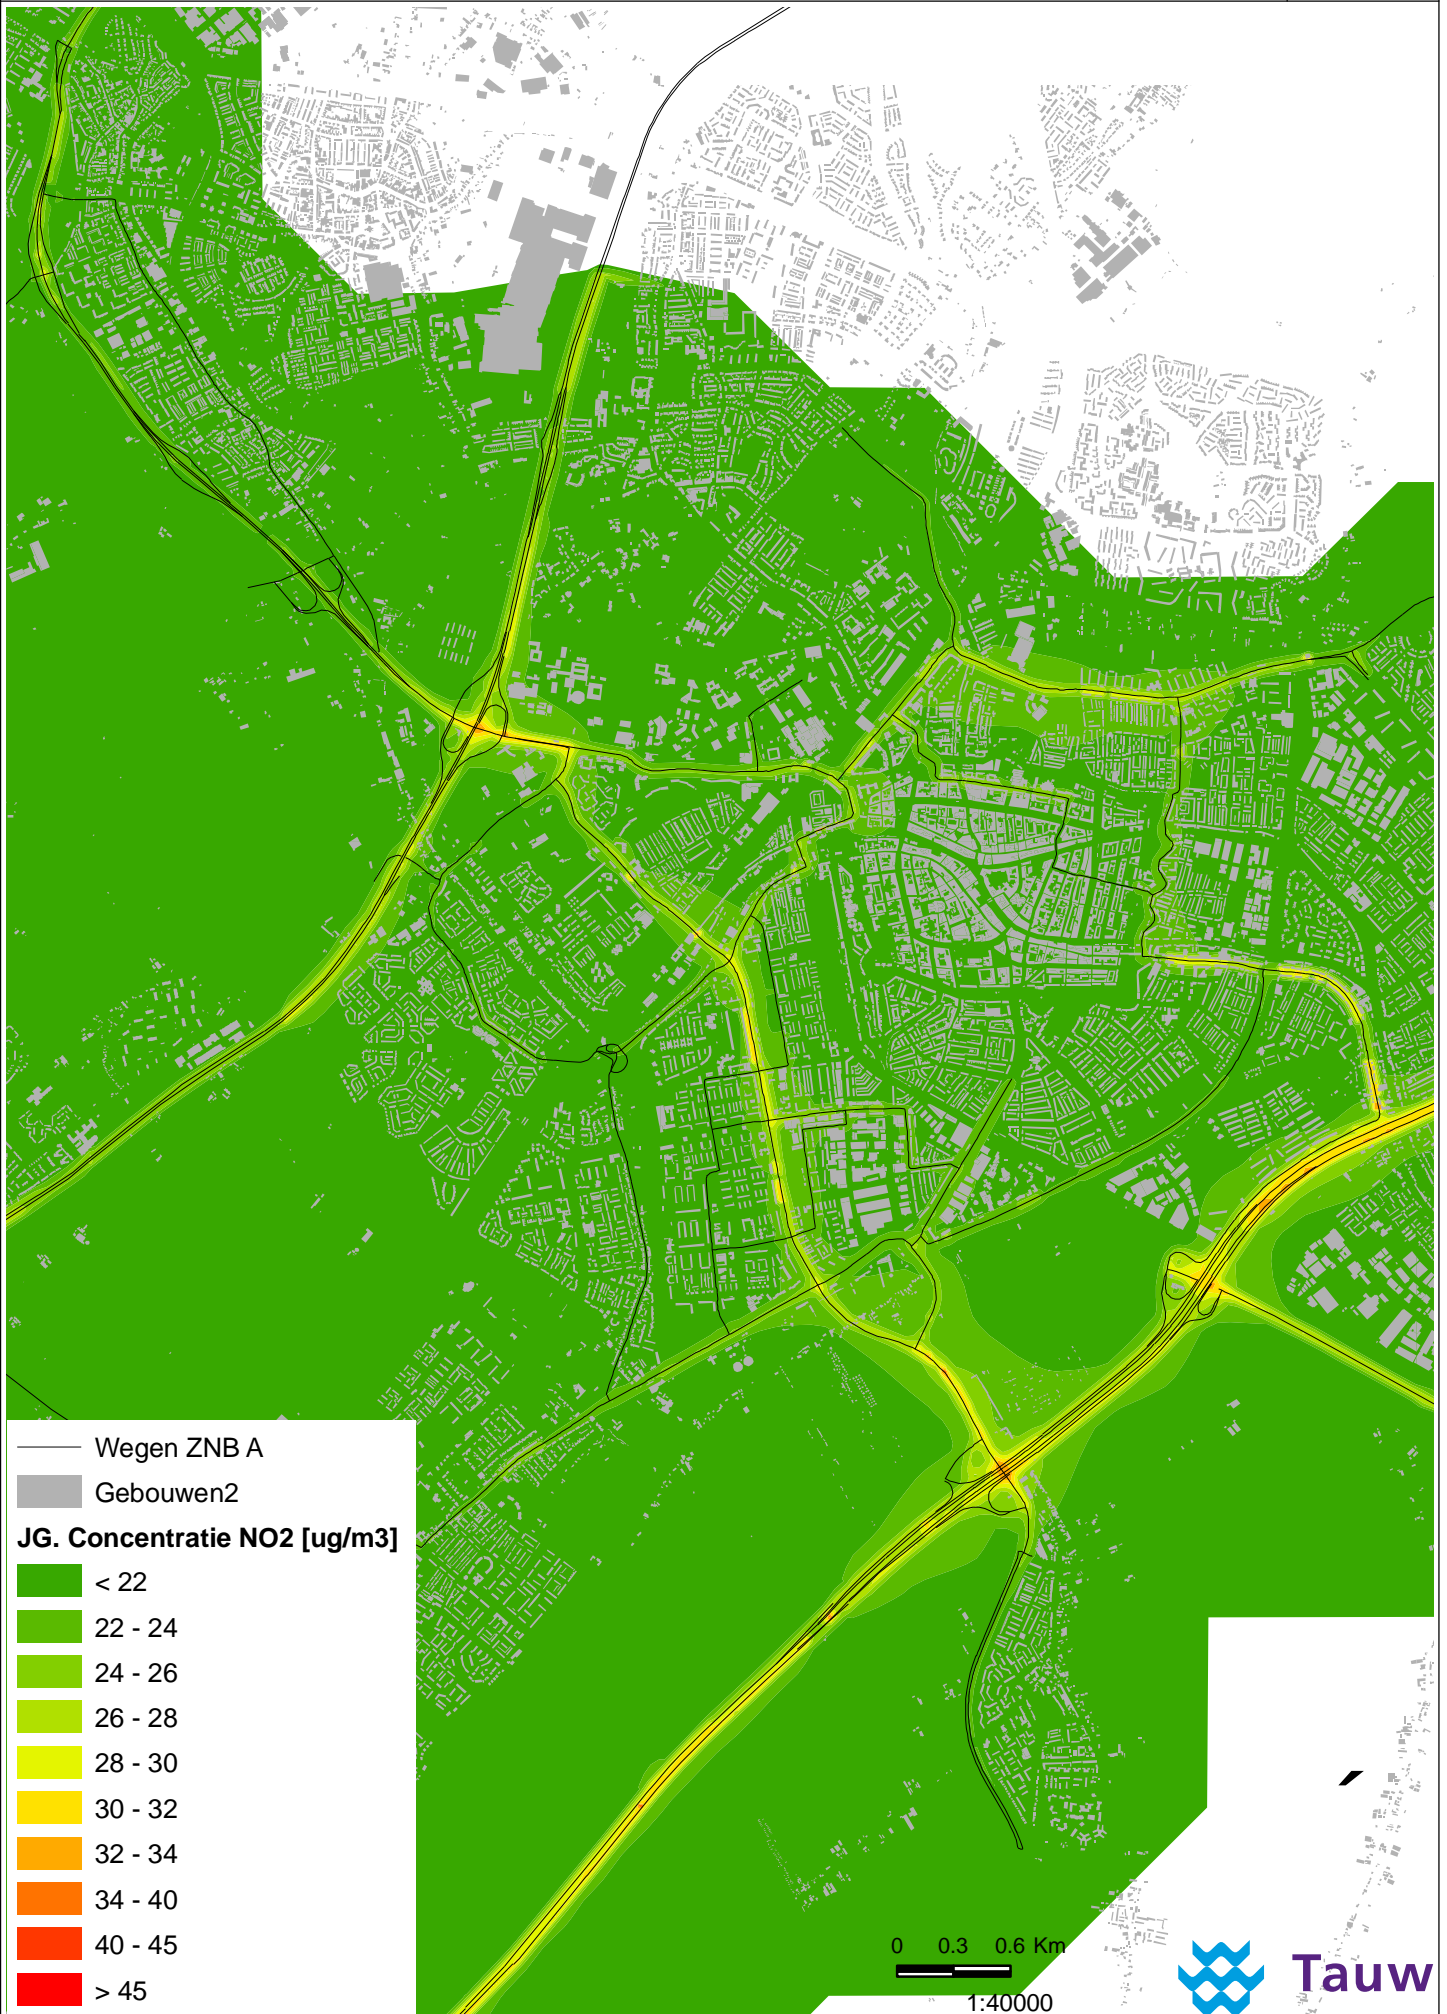 Wegen ZNB A
Gebouwen2
JG. Concentratie NO2 [ug/m3]
< 22
22 - 24
24 - 26
26 - 28
28 - 30
30 - 32
32 - 34
34 - 40
40 - 45
> 45
0 0.3 0.6 Km
1:40000
Tauw